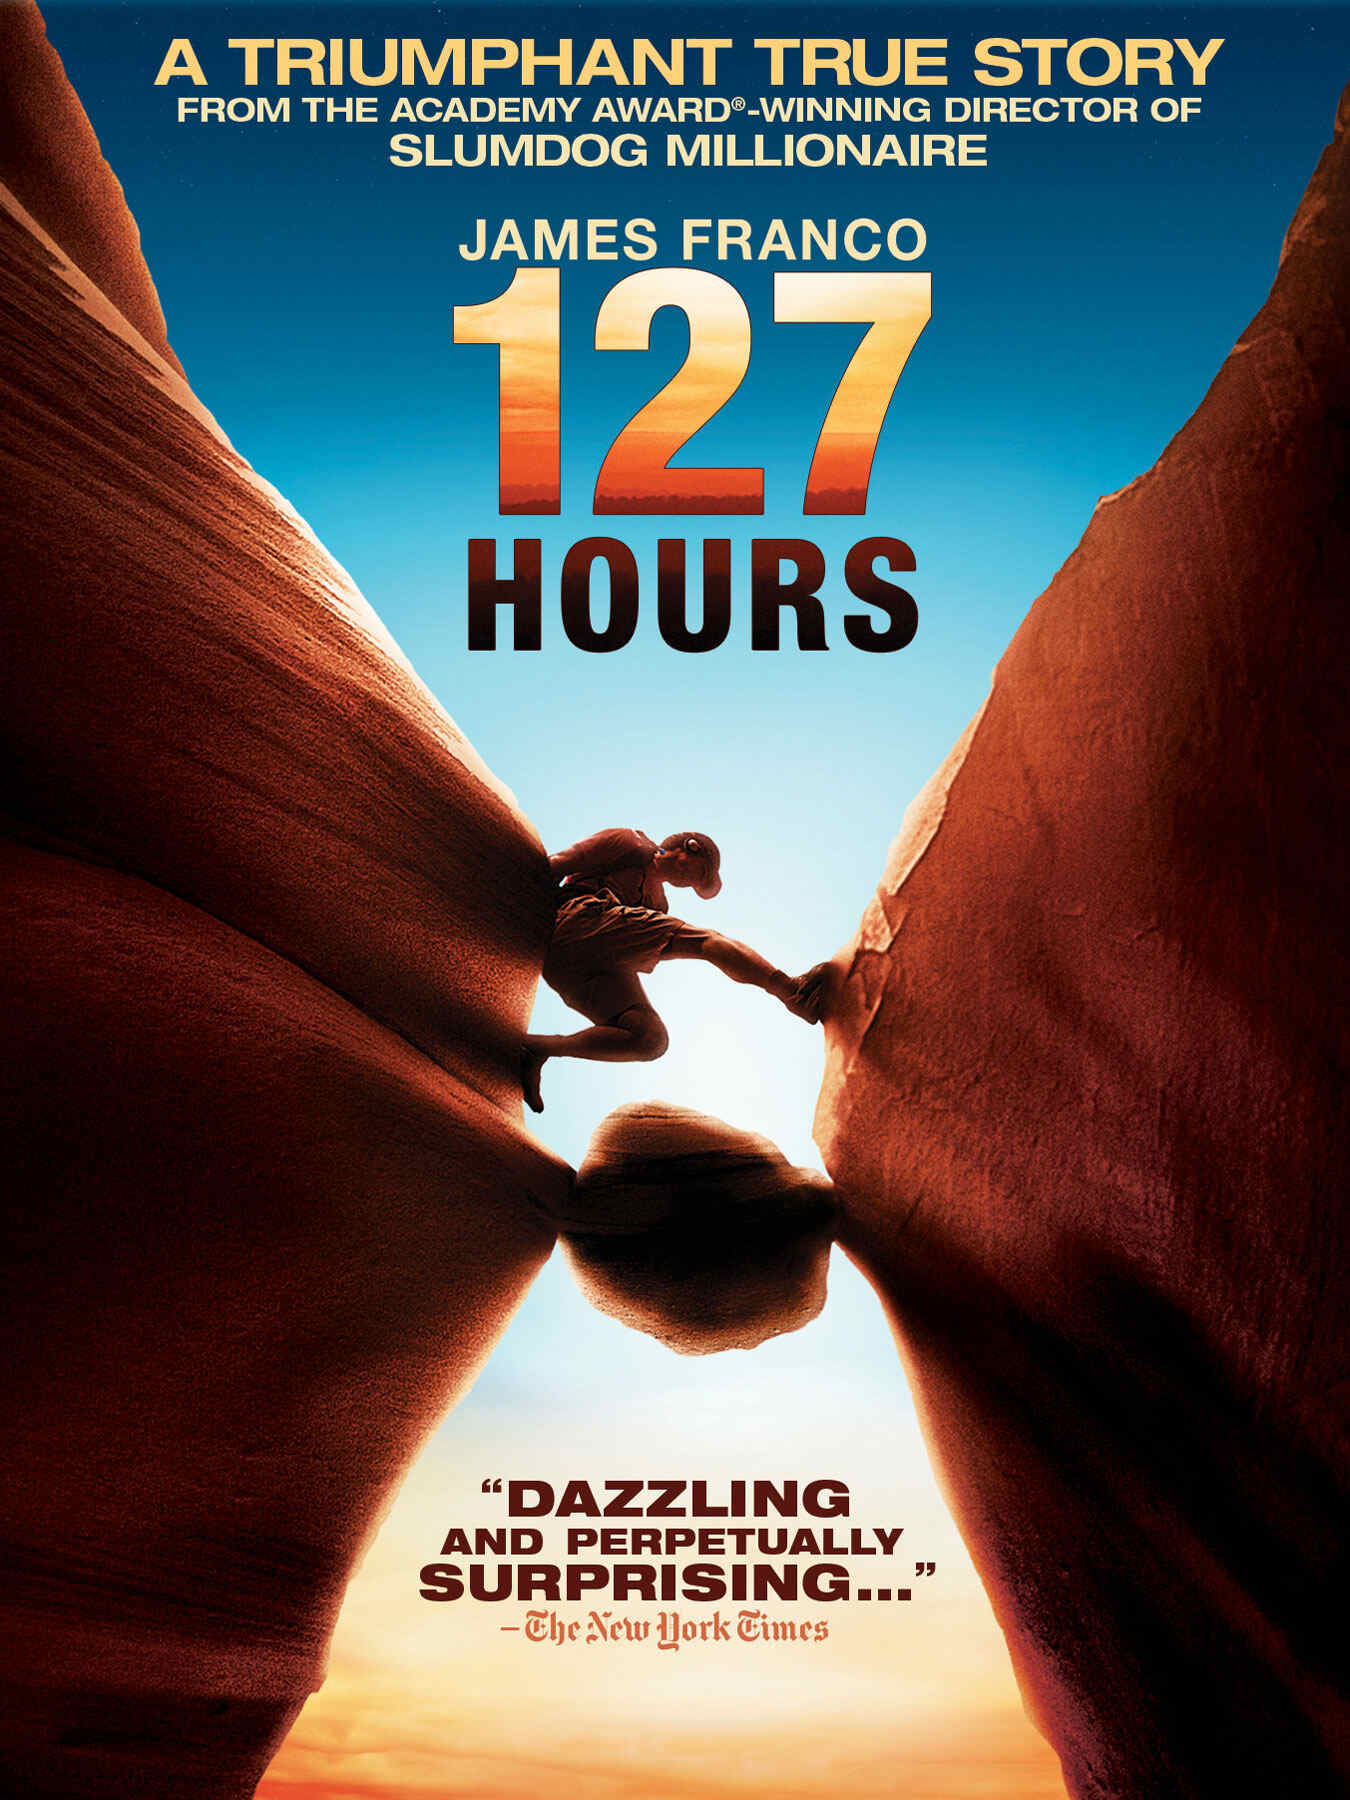 A TRIUMPHANT TRUE STORY
FROM THE ACADEMY AWARD®-WINNING DIRECTOR OF
SLUMDOG MILLIONAIRE
JAMES FRANCO
127
HOURS
“DAZZLING
AND PERPETUALLY
SURPRISING...”
–The New York Times